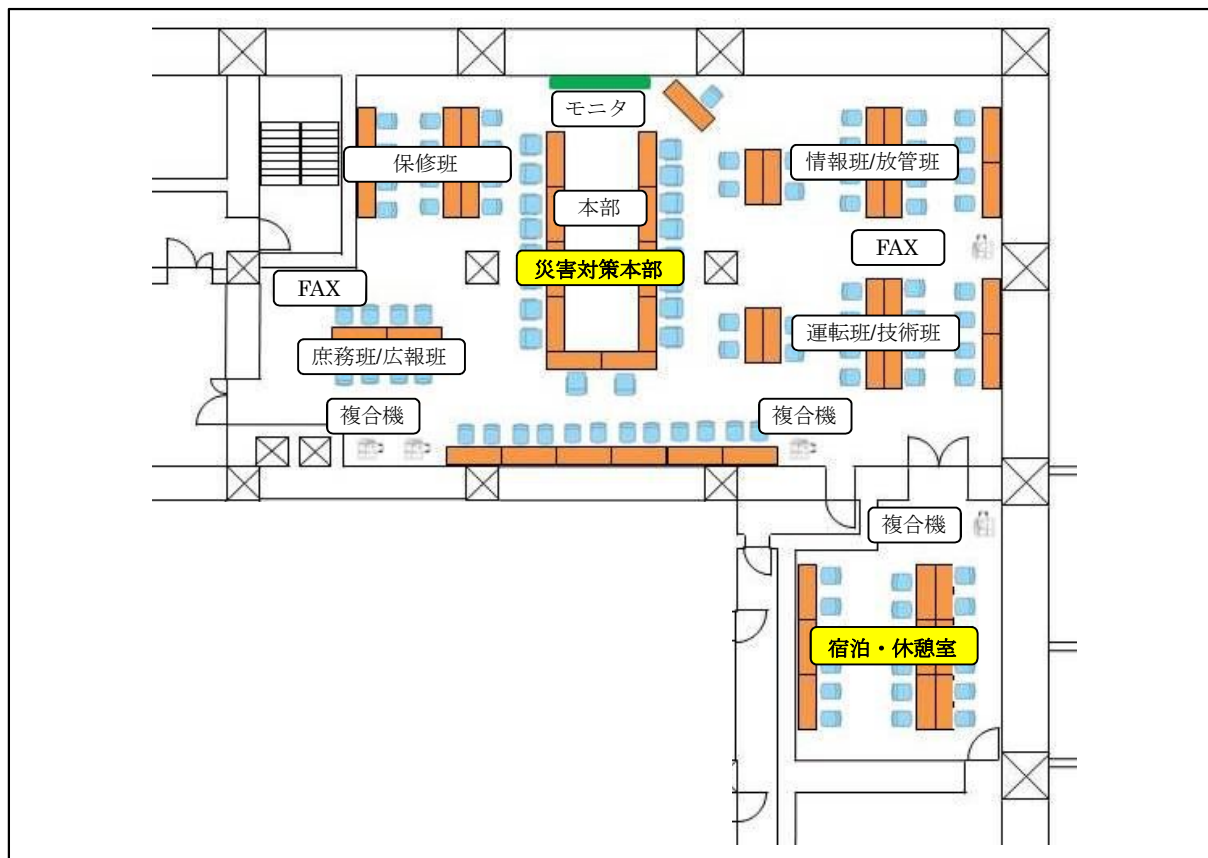 モニタ
保修班
情報班/放管班
本部
FAX
災害対策本部
FAX
運転班/技術班
庶務班/広報班
複合機
複合機
複合機
宿泊・休憩室